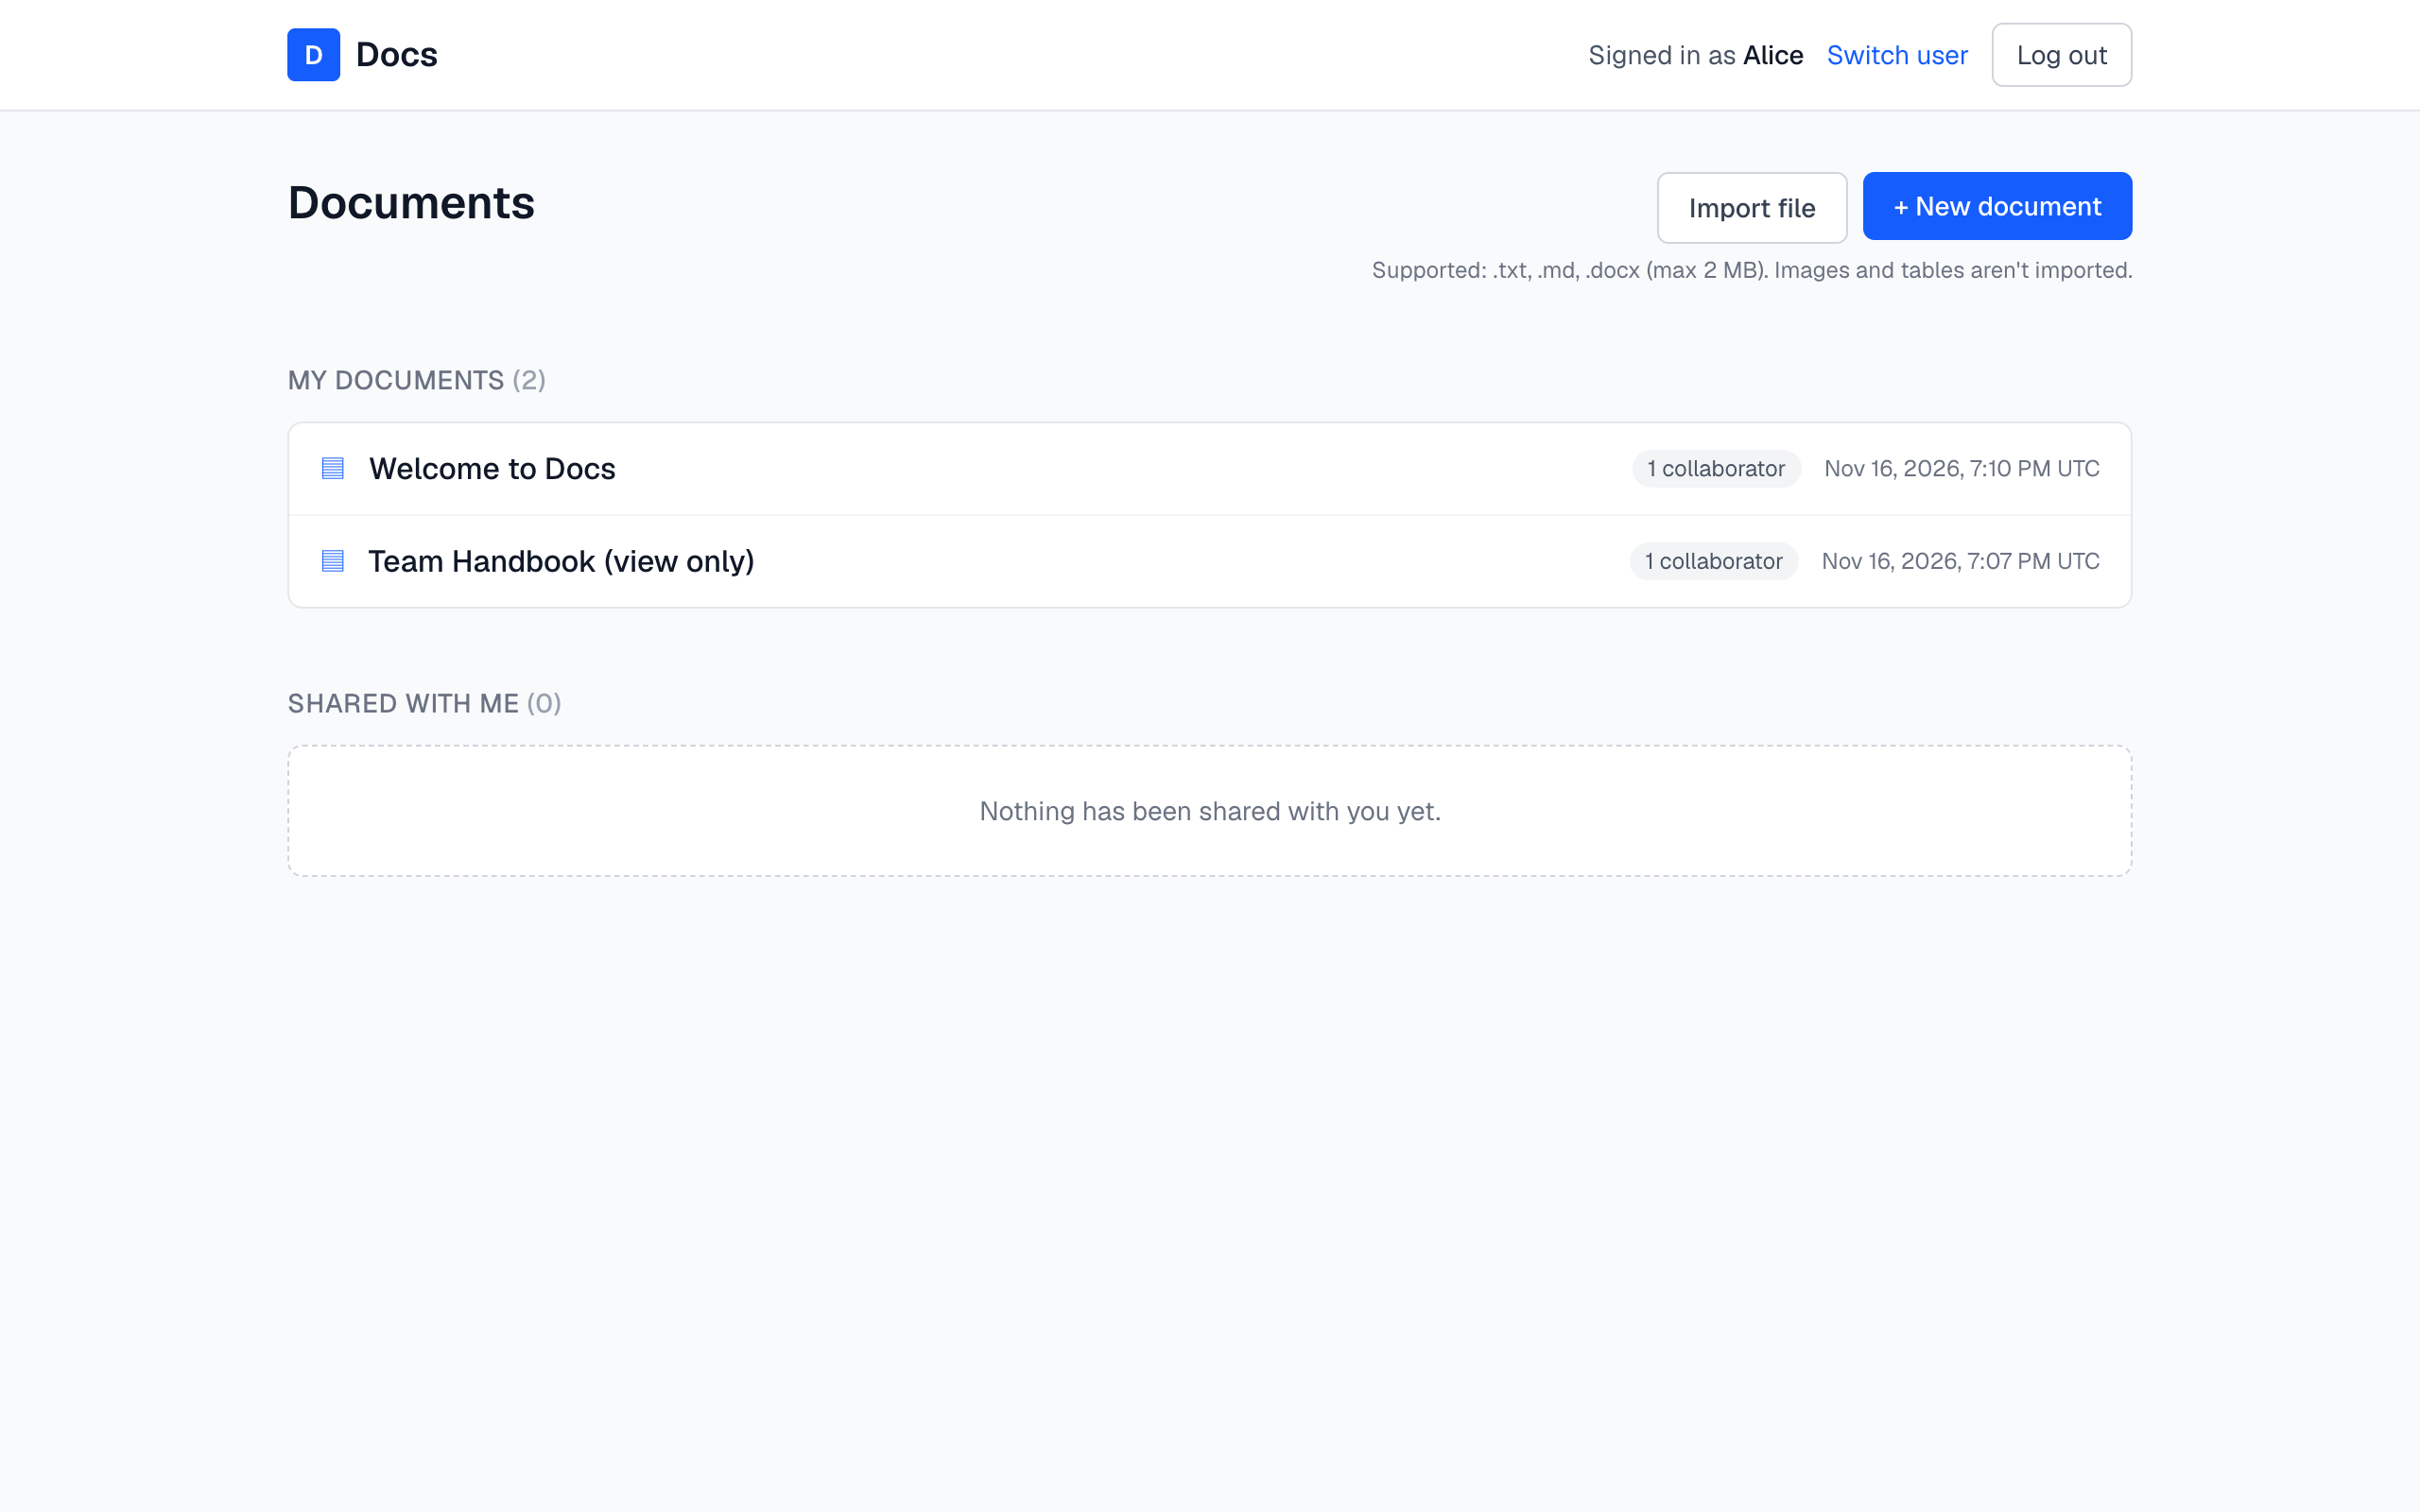 D Docs
Signed in as Alice Switch user Log out
Documents
Import file + New document
Supported: .txt, .md, .docx (max 2 MB). Images and tables aren't imported.
MY DOCUMENTS (2)
Welcome to Docs 1 collaborator Nov 16, 2026, 7:10 PM UTC
Team Handbook (view only) 1 collaborator Nov 16, 2026, 7:07 PM UTC
SHARED WITH ME (0)
Nothing has been shared with you yet.